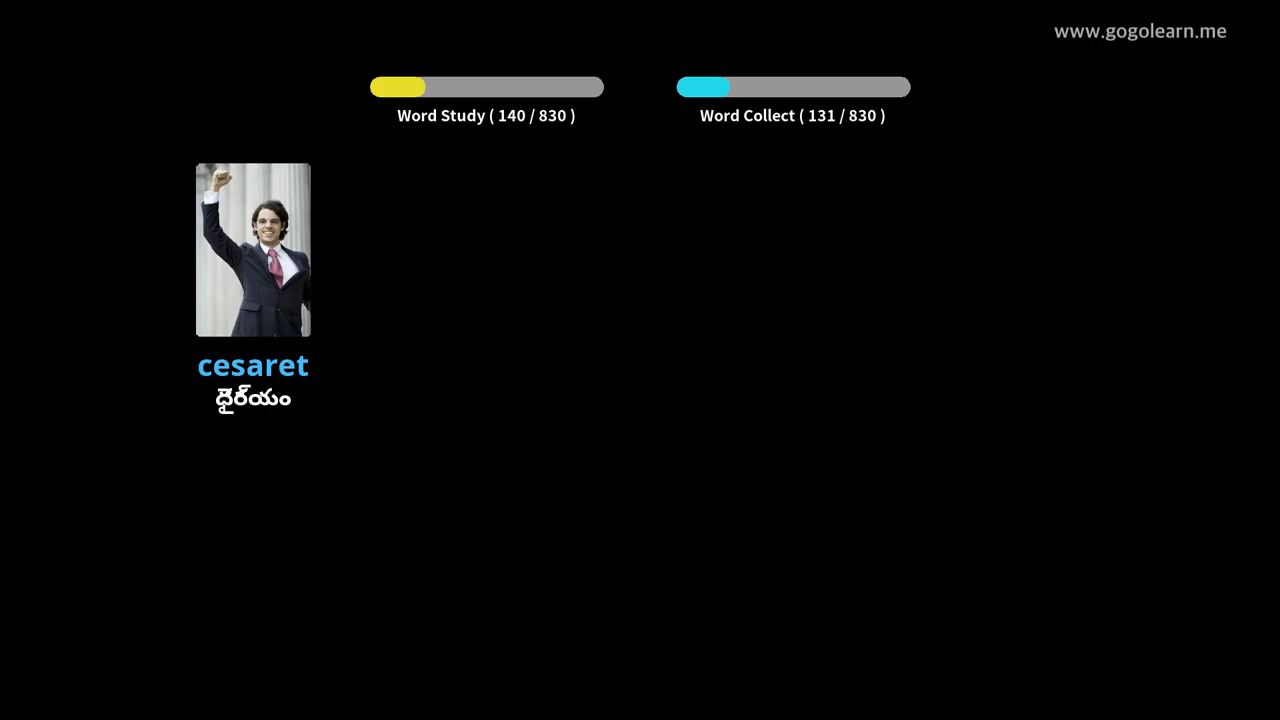 www.gogolearn.me
Word Study ( 140 / 830 )
Word Collect ( 131 / 830 )
cesaret
ధైర్యం